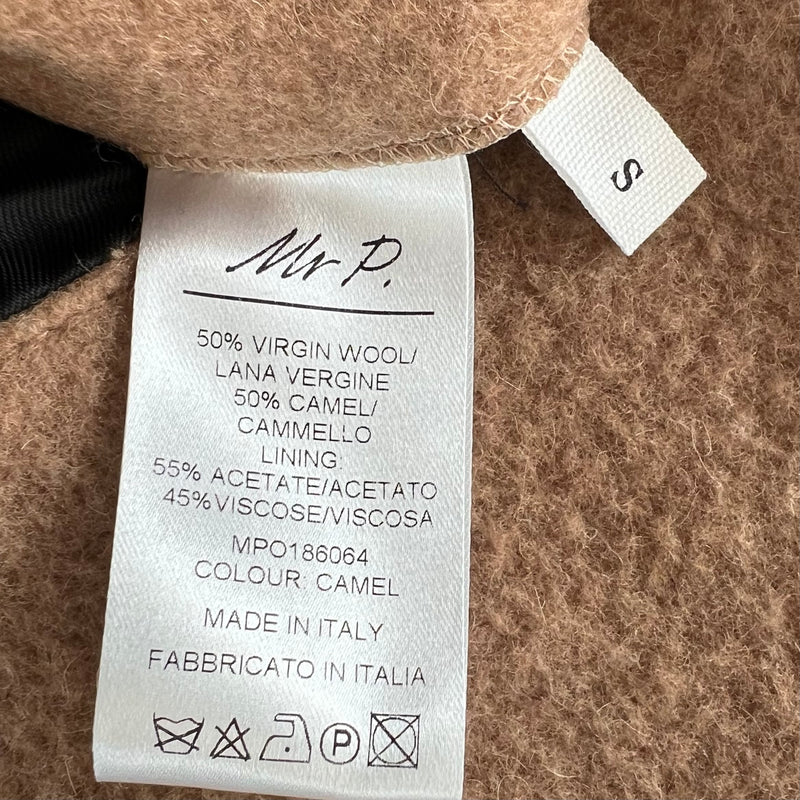 S
Mr P.
50% VIRGIN WOOL/
LANA VERGINE
50% CAMEL/
CAMMELLO
LINING:
55% ACETATE/ACETATO
45%VISCOSE/VISCOSA
MPO186064
COLOUR: CAMEL
MADE IN ITALY
FABBRICATO IN ITALIA
P